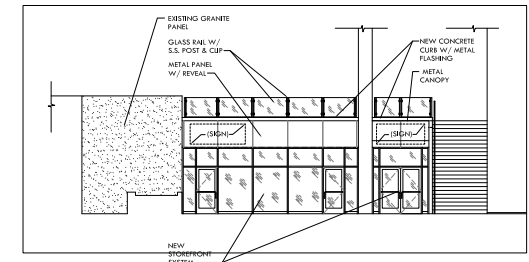 EXISTING GRANITE
PANEL
GLASS RAIL W/
S.S. POST & CLIP
METAL PANEL
W/ REVEAL
NEW CONCRETE
CURB W/ METAL
FLASHING
METAL
CANOPY
(SIGN)
(SIGN)
NEW
STOREFRONT
SYSTEM